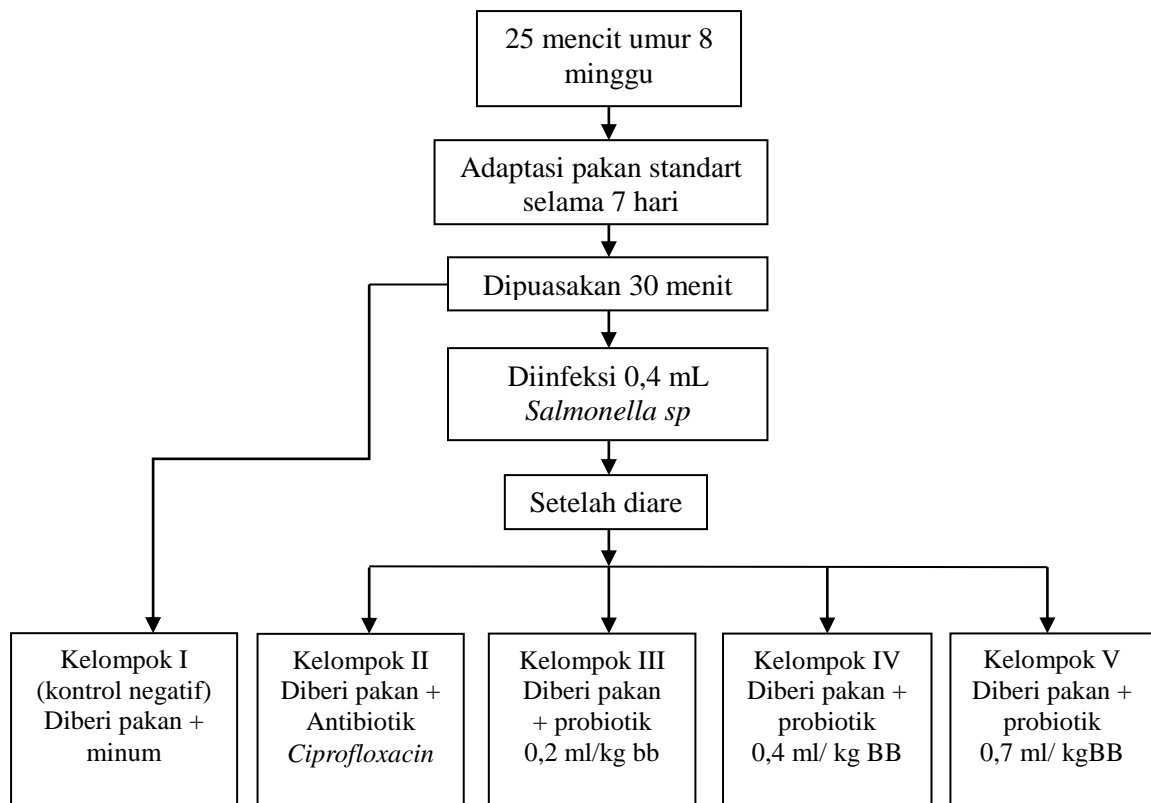 25 mencit umur 8
minggu
Adaptasi pakan standart
selama 7 hari
Dipuasakan 30 menit
Diinfeksi 0,4 mL
Salmonella sp
Setelah diare
Kelompok I
(kontrol negatif)
Diberi pakan +
minum
Kelompok II
Diberi pakan +
Antibiotik
Ciprofloxacin
Kelompok III
Diberi pakan
+ probiotik
0,2 ml/kg bb
Kelompok IV
Diberi pakan +
probiotik
0,4 ml/ kg BB
Kelompok V
Diberi pakan +
probiotik
0,7 ml/ kgBB